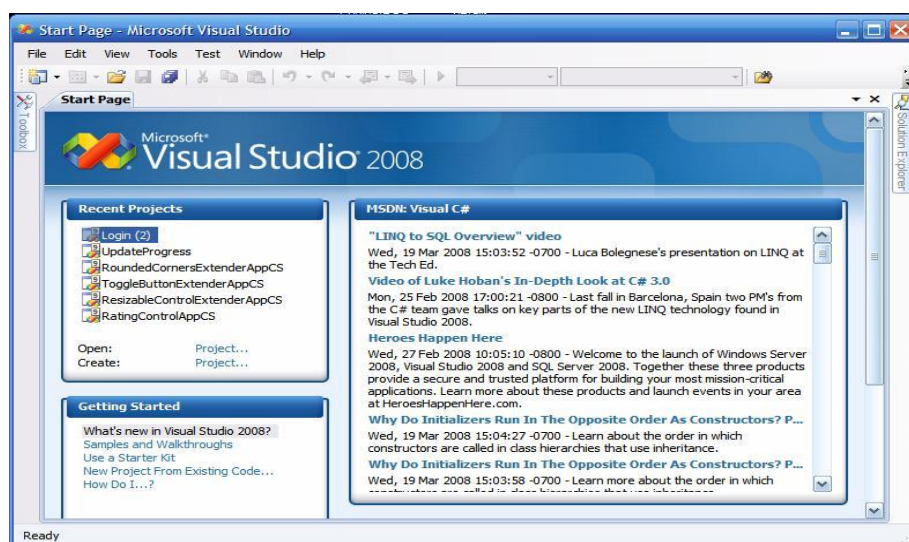 Start Page - Microsoft Visual Studio
File Edit View Tools Test Window Help
Toolbox
Start Page
Solution Explorer
Microsoft®
Visual Studio® 2008
Recent Projects
Login (2)
UpdateProgress
RoundedCornersExtenderAppCS
ToggleButtonExtenderAppCS
ResizableControlExtenderAppCS
RatingControlAppCS
Open: Project...
Create: Project...
Getting Started
What's new in Visual Studio 2008?
Samples and Walkthroughs
Use a Starter Kit
New Project From Existing Code...
How Do I...?
MSDN: Visual C#
"LINQ to SQL Overview" video
Wed, 19 Mar 2008 15:03:52 -0700 - Luca Bolegnese's presentation on LINQ at
the Tech Ed.
Video of Luke Hoban's In-Depth Look at C# 3.0
Mon, 25 Feb 2008 17:00:21 -0800 - Last fall in Barcelona, Spain two PM's from
the C# team gave talks on key parts of the new LINQ technology found in
Visual Studio 2008.
Heroes Happen Here
Wed, 27 Feb 2008 10:05:10 -0800 - Welcome to the launch of Windows Server
2008, Visual Studio 2008 and SQL Server 2008. Together these three products
provide a secure and trusted platform for building your most mission-critical
applications. Learn more about these products and launch events in your area
at HeroesHappenHere.com.
Why Do Initializers Run In The Opposite Order As Constructors? P...
Wed, 19 Mar 2008 15:04:27 -0700 - Learn about the order in which
constructors are called in class hierarchies that use inheritance.
Why Do Initializers Run In The Opposite Order As Constructors? P...
Wed, 19 Mar 2008 15:03:58 -0700 - Learn more about the order in which
constructors are called in class hierarchies that use inheritance.
Ready